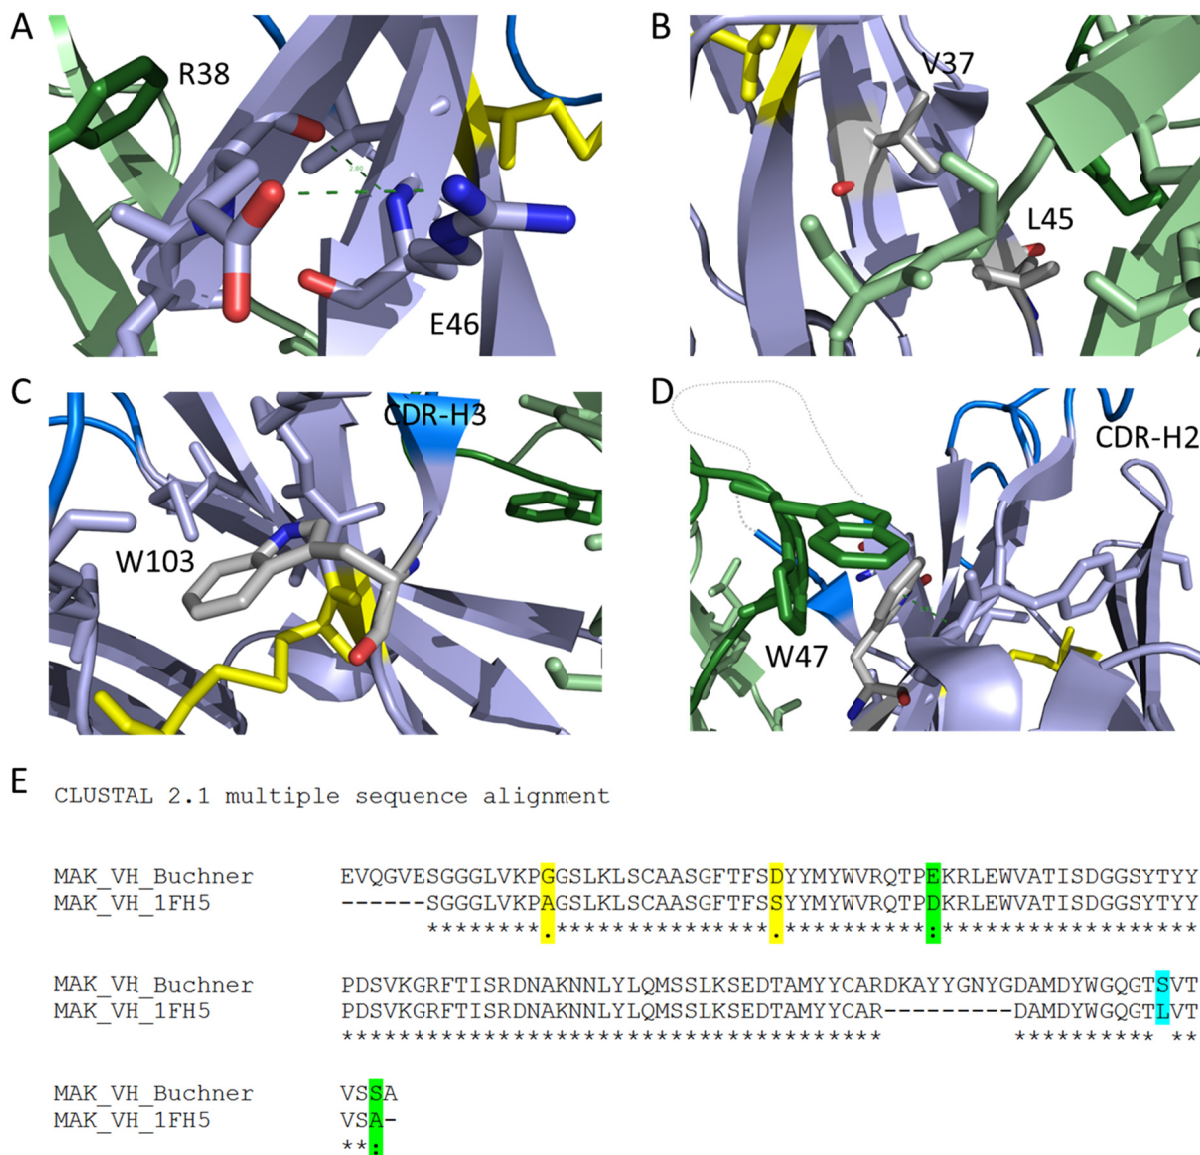 A
R38
E46
B
V37
L45
C
CDR-H3
W103
D
CDR-H2
W47
E
CLUSTAL 2.1 multiple sequence alignment
MAK_VH_Buchner EVQGVESGGGLVKPGGSLKLSCAASGFTFSDYYMYWVRQTPEKRLEWVATISDGGSYTYY
MAK_VH_1FH5 ------SGGGLVKPAGSLKLSCAASGFTFSSYYMYWVRQTPDKRLEWVATISDGGSYTYY
********.**************.***********:***********************
MAK_VH_Buchner PDSVKGRFTISRDNAKNNLYLQMSSLKSEDTAMYYCARDKAYYGNYGDAMDYWGQGTSVT
MAK_VH_1FH5 PDSVKGRFTISRDNAKNNLYLQMSSLKSEDTAMYYCAR---------DAMDYWGQGTLVT
************************************** ********** **
MAK_VH_Buchner VSSA
MAK_VH_1FH5 VSA-
**: